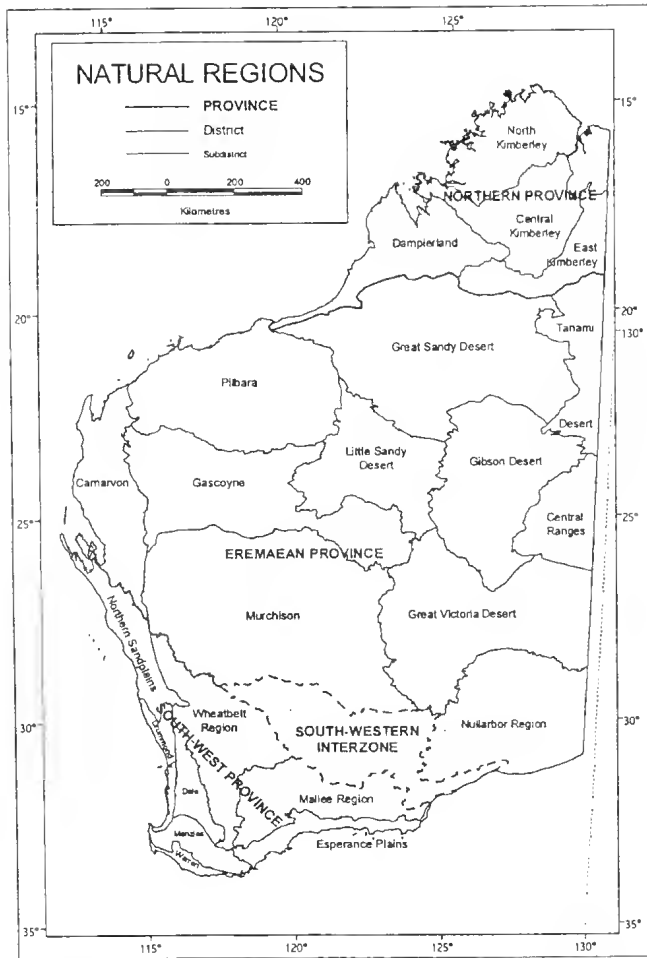 115° 120° 125°
NATURAL REGIONS
PROVINCE
District
Subdistrict
200 0 200 400
Kilometres
15° 15°
North
Kimberley
NORTHERN PROVINCE
Central
Kimberley
East
Kimberley
Dampierland
20° 20°
130°
Tanami
Great Sandy Desert
Pilbara
Desert
Little Sandy
Desert
Gibson Desert
Carnarvon
Gascoyne
Central
Ranges
25° 25°
EREMAEAN PROVINCE
Northern Sandplains
Murchison
Great Victoria Desert
Wheatbelt
Region
SOUTH-WESTERN
INTERZONE
Nullarbor Region
30° 30°
Drummond
SOUTH-WEST PROVINCE
Dale
Mallee Region
Menzies
Esperance Plains
Warren
35° 35°
115° 120° 125° 130°